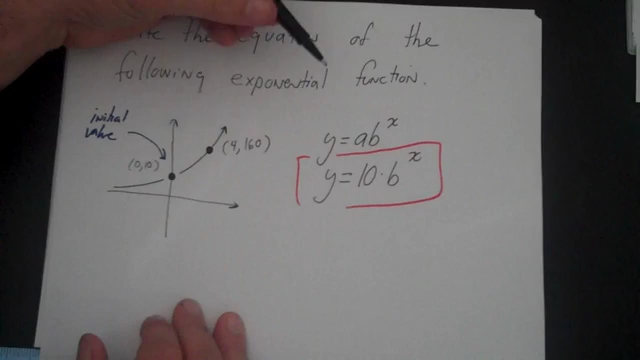 the equation of the
following exponential function.
initial
value
(0,10)
(4,160)
y=ab^x
y=10·b^x